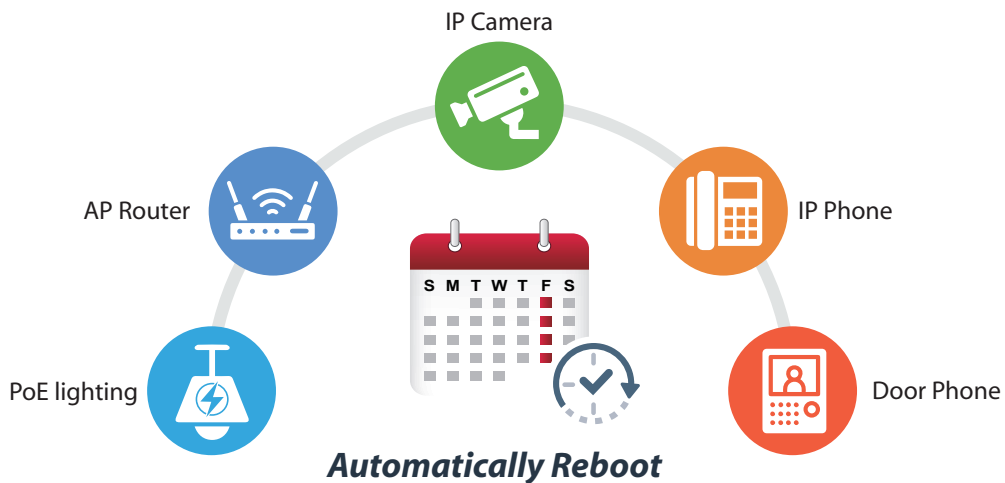 IP Camera
AP Router
IP Phone
S M T W T F S
PoE lighting
Door Phone
Automatically Reboot